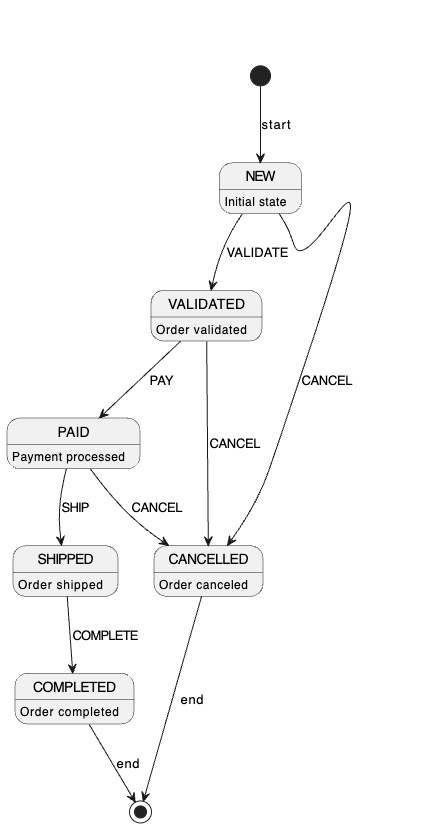 start
NEW
Initial state
VALIDATE
VALIDATED
Order validated
PAY
CANCEL
PAID
Payment processed
CANCEL
SHIP
CANCEL
SHIPPED
Order shipped
CANCELLED
Order canceled
COMPLETE
COMPLETED
Order completed
end
end